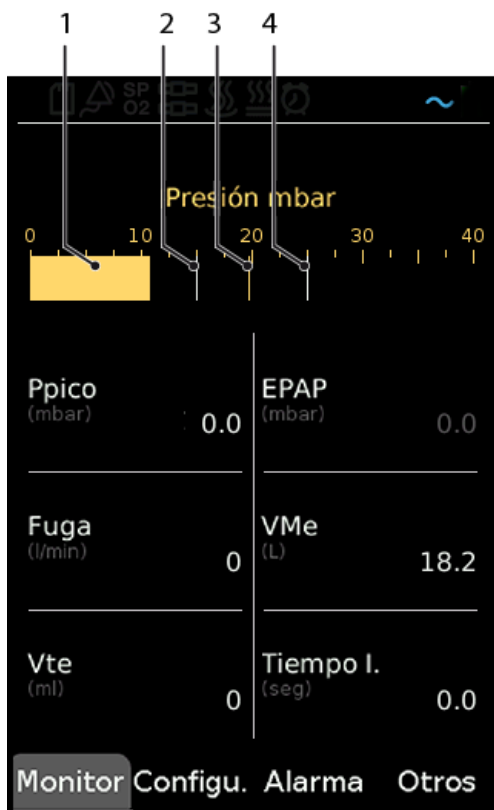 1 2 3 4
SP
O2
Presión mbar
0 10 20 30 40
Ppico
(mbar)
0.0
EPAP
(mbar)
0.0
Fuga
(l/min)
0
VMe
(L)
18.2
Vte
(ml)
0
Tiempo I.
(seg)
0.0
Monitor Configu. Alarma Otros